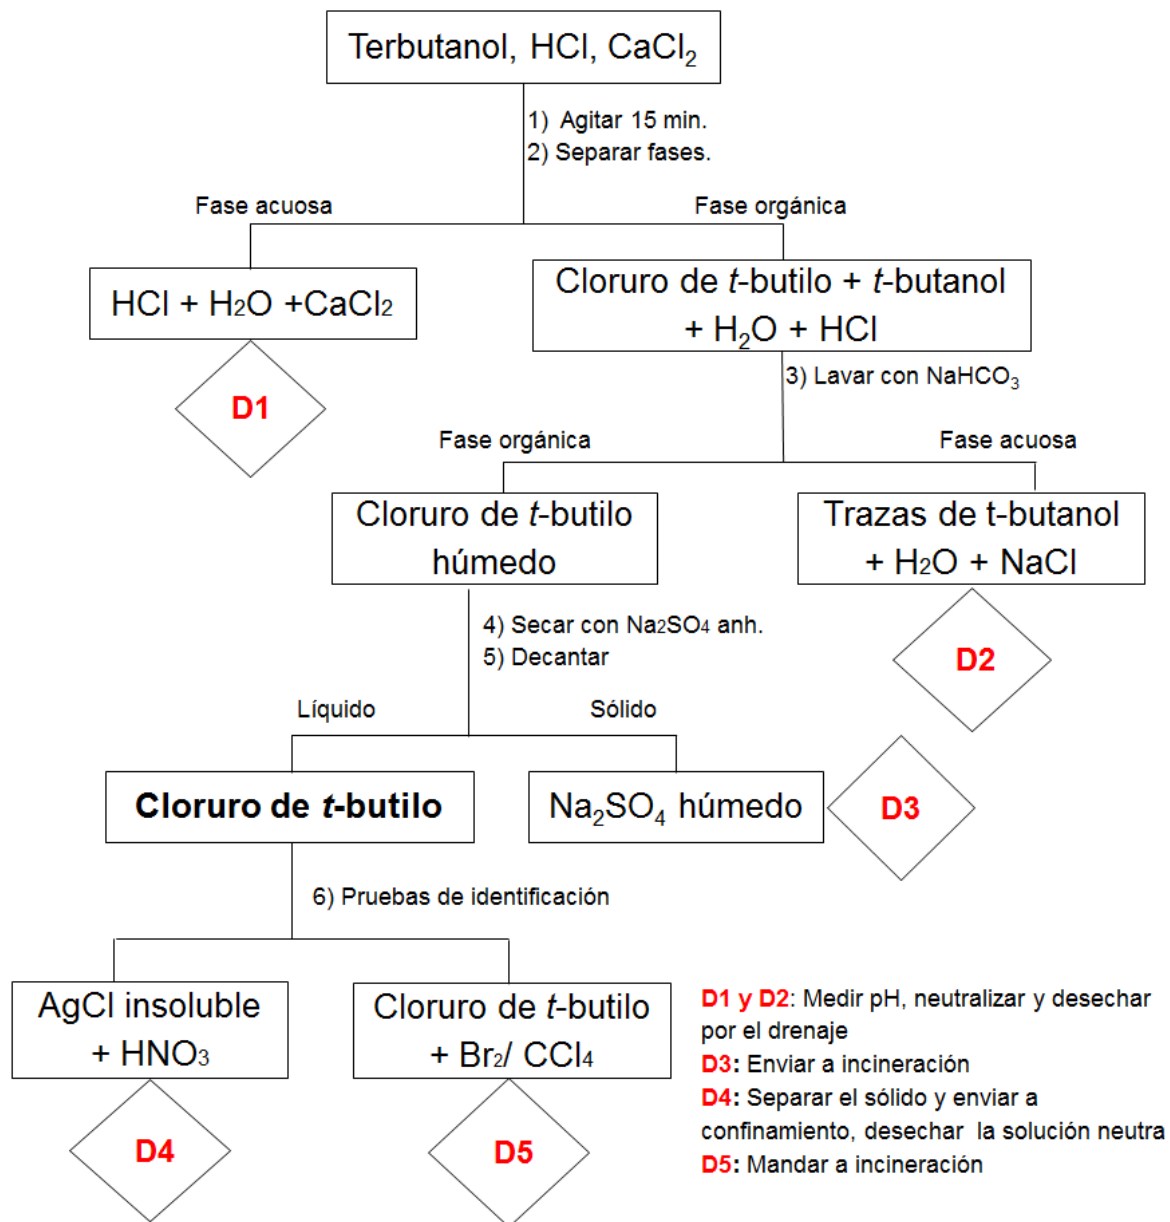 Terbutanol, HCl, CaCl₂
1) Agitar 15 min.
2) Separar fases.
Fase acuosa
Fase orgánica
HCl + H₂O +CaCl₂
Cloruro de t-butilo + t-butanol
+ H₂O + HCl
D1
3) Lavar con NaHCO₃
Fase orgánica
Fase acuosa
Cloruro de t-butilo
húmedo
Trazas de t-butanol
+ H₂O + NaCl
4) Secar con Na₂SO₄ anh.
5) Decantar
D2
Líquido
Sólido
Cloruro de t-butilo
Na₂SO₄ húmedo
D3
6) Pruebas de identificación
AgCl insoluble
+ HNO₃
Cloruro de t-butilo
+ Br₂/ CCl₄
D4
D5
D1 y D2: Medir pH, neutralizar y desechar
por el drenaje
D3: Enviar a incineración
D4: Separar el sólido y enviar a
confinamiento, desechar la solución neutra
D5: Mandar a incineración